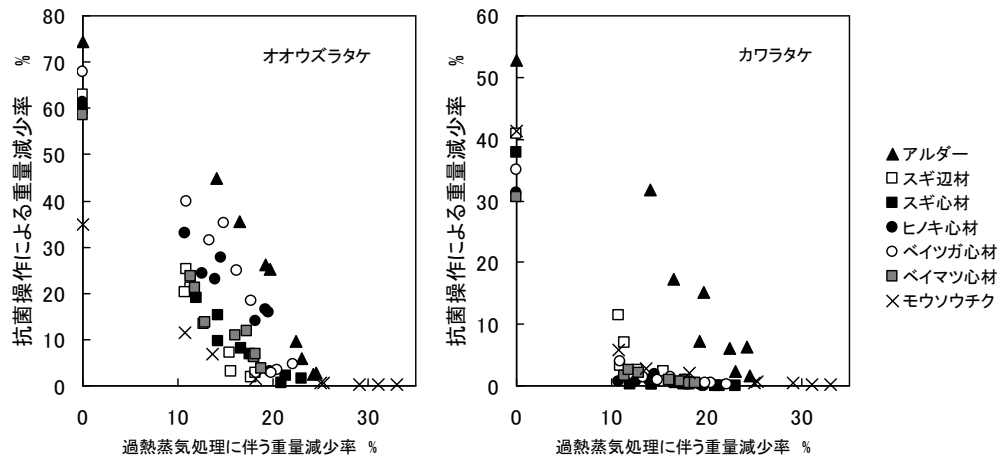 オオウズラタケ
抗菌操作による重量減少率 %
80
70
60
50
40
30
20
10
0
0 10 20 30
過熱蒸気処理に伴う重量減少率 %
カワラタケ
抗菌操作による重量減少率 %
60
50
40
30
20
10
0
0 10 20 30
過熱蒸気処理に伴う重量減少率 %
アルダー
スギ辺材
スギ心材
ヒノキ心材
ベイツガ心材
ベイマツ心材
モウソウチク